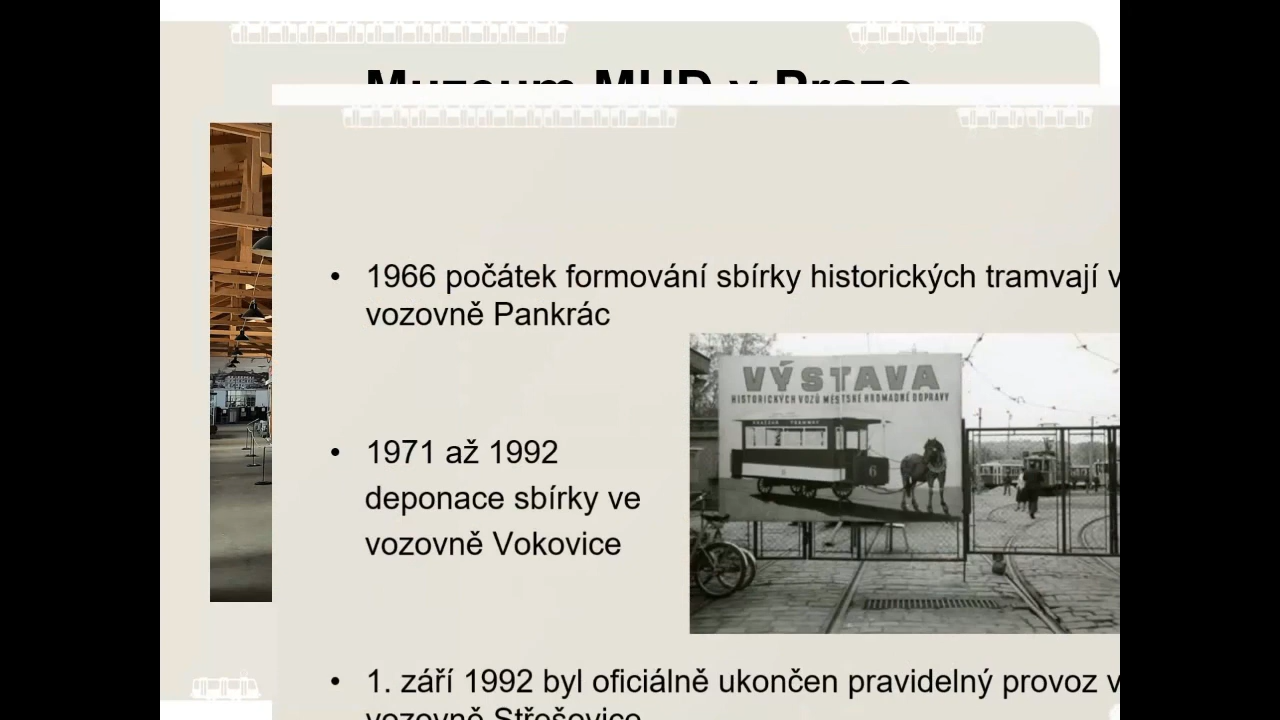 Muzeum MHD v Praze
• 1966 počátek formování sbírky historických tramvají v
vozovně Pankrác
VÝSTAVA
HISTORICKÝCH VOZŮ MĚSTSKÉ HROMADNÉ DOPRAVY
6
• 1971 až 1992
deponace sbírky ve
vozovně Vokovice
• 1. září 1992 byl oficiálně ukončen pravidelný provoz v
vozovně Střešovice